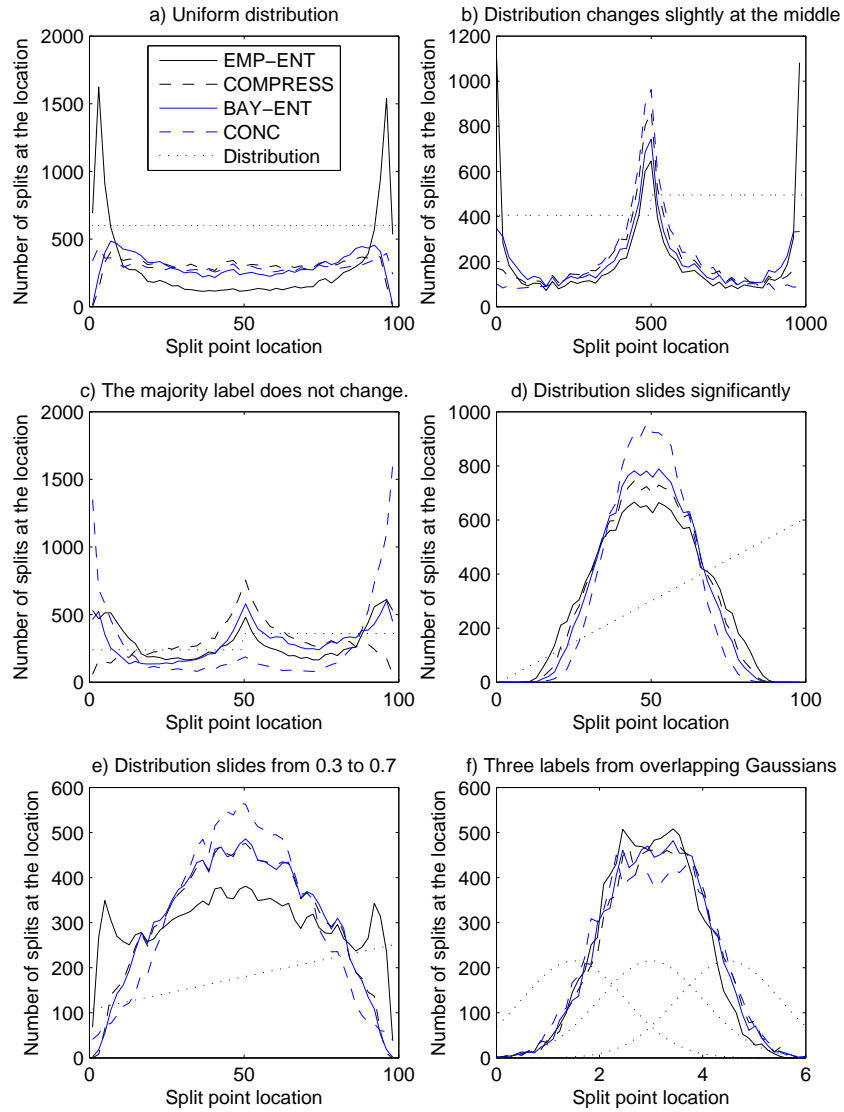 a) Uniform distribution
Number of splits at the location
2000
1500
1000
500
0
EMP-ENT
COMPRESS
BAY-ENT
CONC
Distribution
0
50
100
Split point location
b) Distribution changes slightly at the middle
Number of splits at the location
1200
1000
800
600
400
200
0
0
500
1000
Split point location
c) The majority label does not change.
Number of splits at the location
2000
1500
1000
500
0
0
50
100
Split point location
d) Distribution slides significantly
Number of splits at the location
1000
800
600
400
200
0
0
50
100
Split point location
e) Distribution slides from 0.3 to 0.7
Number of splits at the location
600
500
400
300
200
100
0
0
50
100
Split point location
f) Three labels from overlapping Gaussians
Number of splits at the location
600
500
400
300
200
100
0
0
2
4
6
Split point location